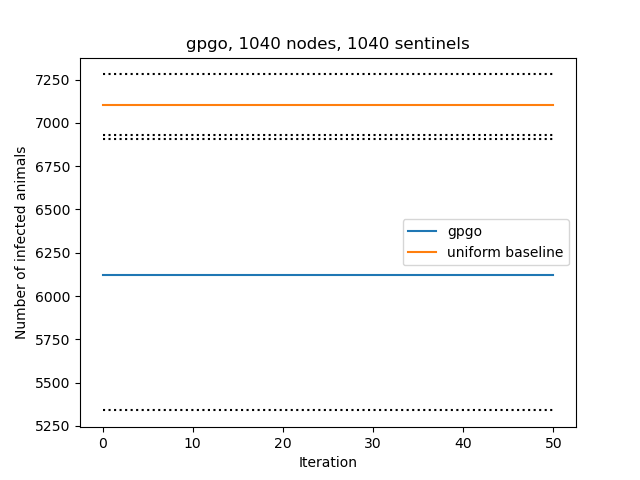 gpgo, 1040 nodes, 1040 sentinels
7250
7000
6750
6500
6250
6000
5750
5500
5250
Number of infected animals
gpgo
uniform baseline
0 10 20 30 40 50
Iteration